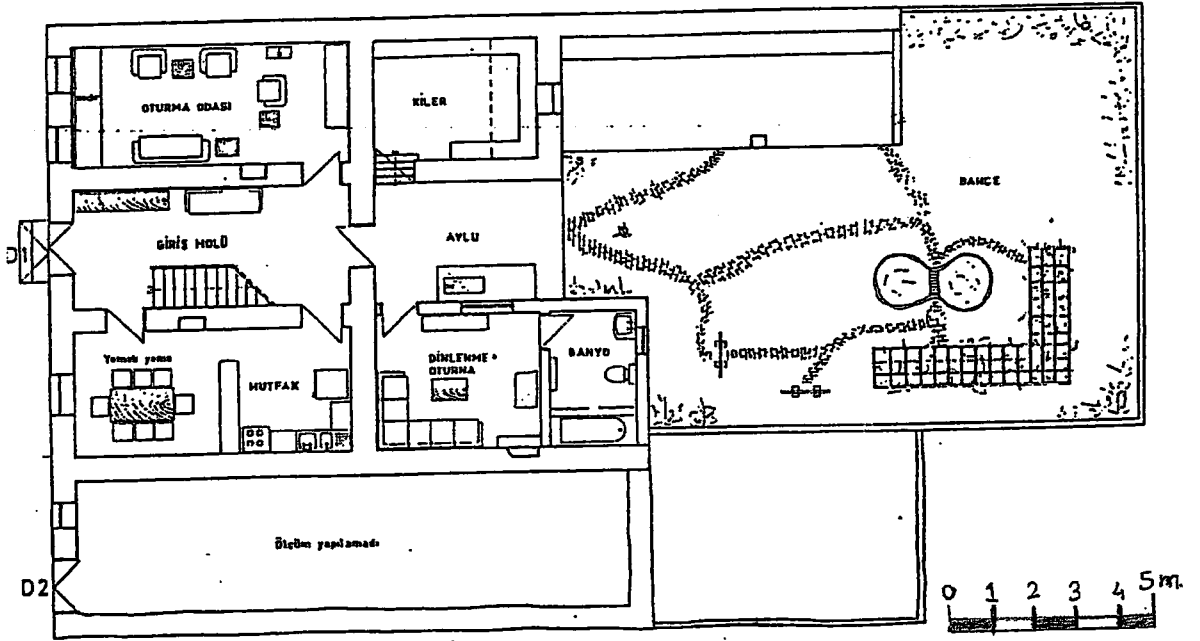 OTURMA ODASI
KİLER
BAHÇE
GİRİŞ HOLÜ
AVLU
Yemek yeme
MUTFAK
DİNLENME +
OTURMA
BANYO
Ölçüm yapılamadı
D2
0 1 2 3 4 5 m.